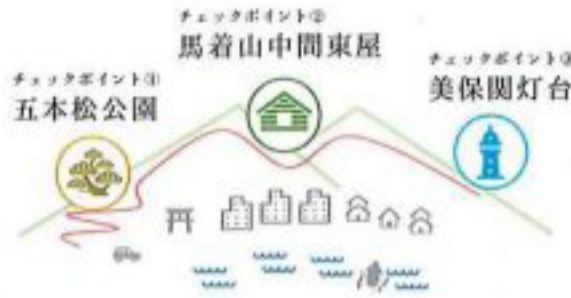 チェックポイント①
五本松公園
チェックポイント②
馬着山中間東屋
チェックポイント③
美保関灯台